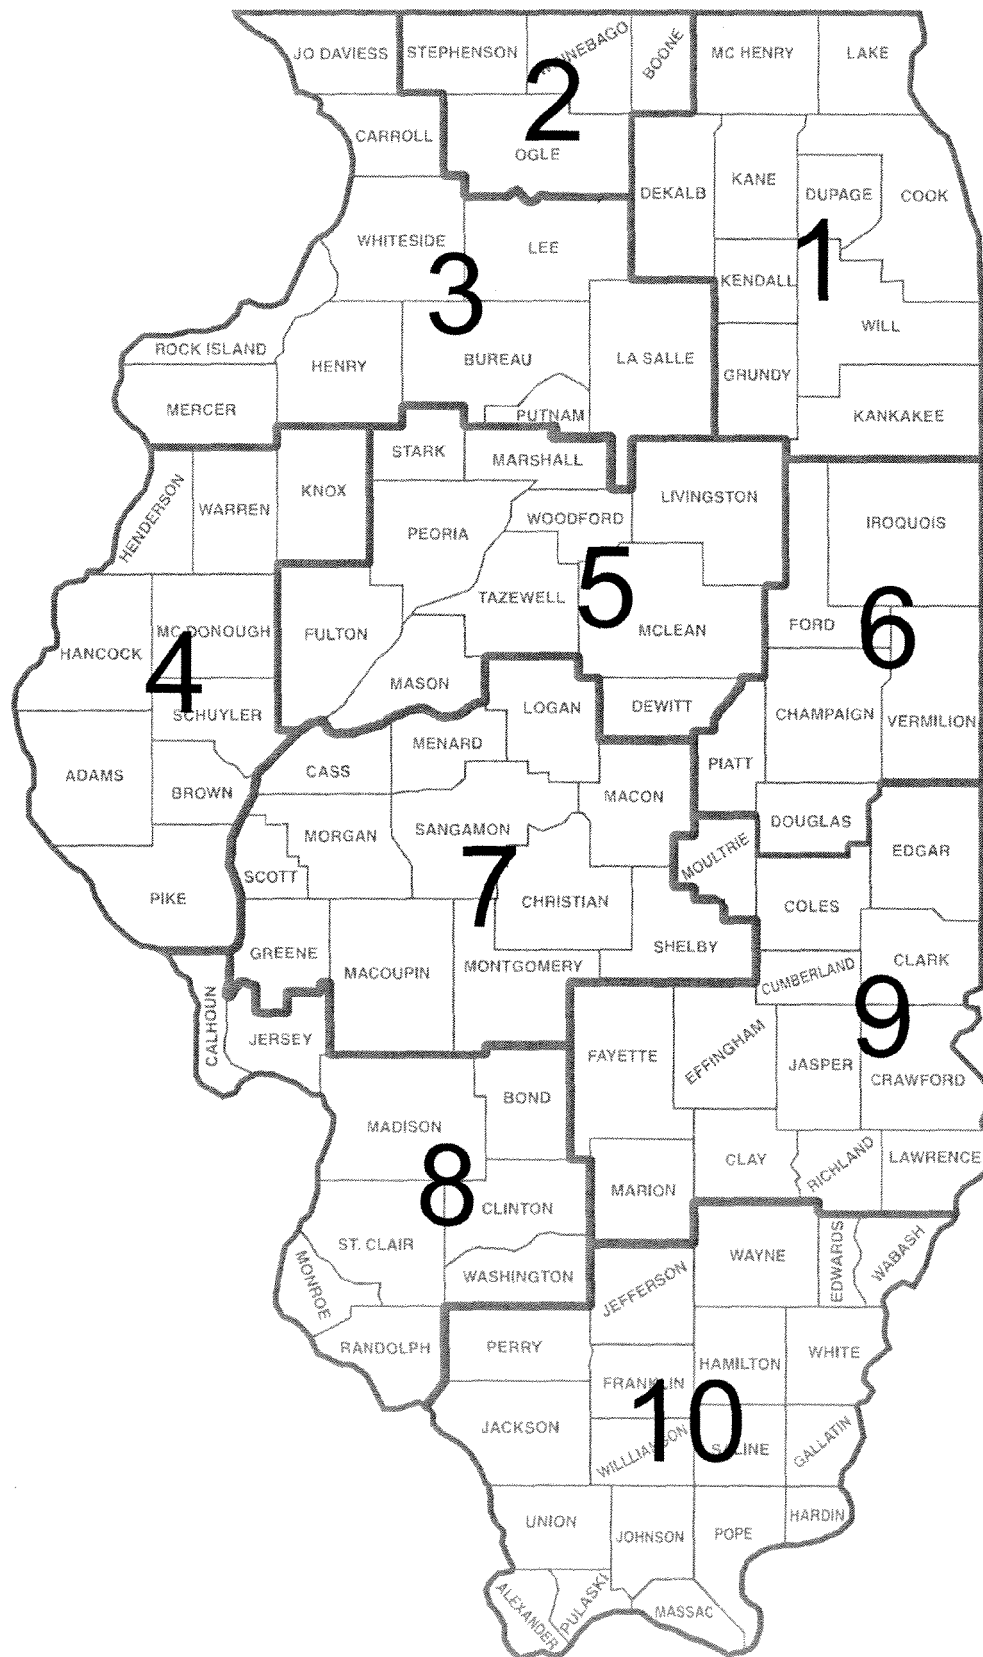 JO DAVIESS
STEPHENSON
WINNEBAGO
BOONE
MC HENRY
LAKE
2
CARROLL
OGLE
DEKALB
KANE
DUPAGE
COOK
WHITESIDE
LEE
1
3
KENDALL
ROCK ISLAND
HENRY
BUREAU
LA SALLE
WILL
GRUNDY
MERCER
PUTNAM
KANKAKEE
STARK
MARSHALL
HENDERSON
WARREN
KNOX
LIVINGSTON
PEORIA
WOODFORD
IROQUOIS
5
TAZEWELL
MCLEAN
FORD
6
HANCOCK
MC DONOUGH
FULTON
4
MASON
SCHUYLER
LOGAN
DEWITT
CHAMPAIGN
VERMILION
MENARD
ADAMS
BROWN
CASS
PIATT
MACON
MORGAN
SANGAMON
DOUGLAS
EDGAR
MOULTRIE
SCOTT
7
PIKE
CHRISTIAN
COLES
GREENE
MACOUPIN
MONTGOMERY
SHELBY
CLARK
CUMBERLAND
9
CALHOUN
JERSEY
FAYETTE
EFFINGHAM
JASPER
CRAWFORD
BOND
MADISON
8
CLAY
RICHLAND
LAWRENCE
MARION
CLINTON
ST. CLAIR
MONROE
WASHINGTON
JEFFERSON
WAYNE
EDWARDS
WABASH
RANDOLPH
PERRY
HAMILTON
WHITE
FRANKLIN
10
JACKSON
WILLLIAMSON
SALINE
GALLATIN
UNION
JOHNSON
POPE
HARDIN
ALEXANDER
PULASKI
MASSAC